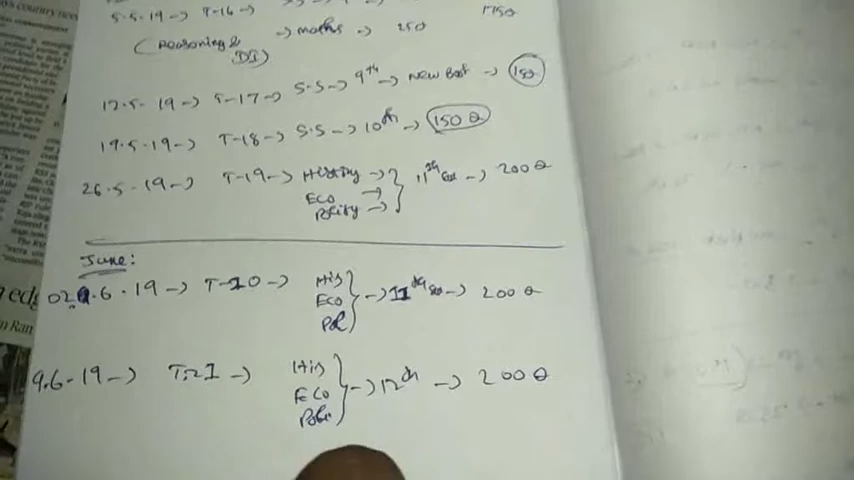 5.5.19 → T-16 →
1750
(Reasoning & → maths → 250
DI)
12.5.19 → T-17 → S.S → 9th → New Book → 150
19.5.19 → T-18 → S.S → 10th → 150 Q
26.5.19 → T-19 → History → } 11th → 200 Q
ECO →
Polity →
June:
02.6.19 → T-20 → His } → 11th → 200 Q
ECO
Pol
9.6.19 → T.21 → His } → 12th → 200 Q
ECO